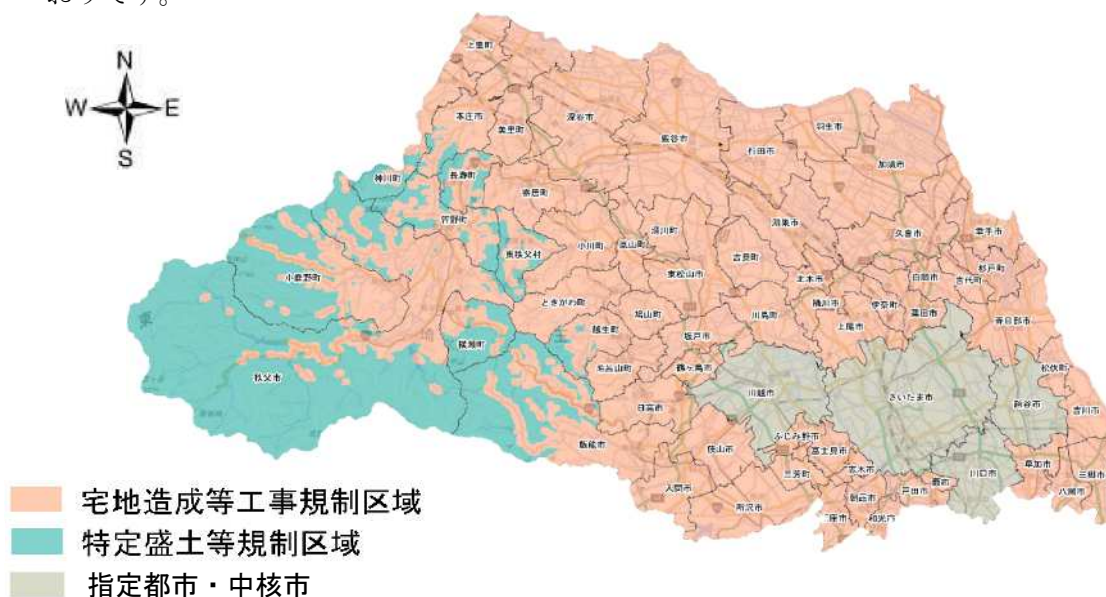 おりです。
N
W
E
S
上里町
本庄市
美里町
深谷市
熊谷市
行田市
羽生市
加須市
神川町
長瀞町
皆野町
寄居町
東秩父村
小川町
嵐山町
滑川町
東松山市
吉見町
鴻巣市
久喜市
幸手市
杉戸町
宮代町
白岡市
小鹿野町
ときがわ町
鳩山町
川島町
北本市
桶川市
伊奈町
蓮田市
上尾市
春日部市
越生町
坂戸市
毛呂山町
鶴ヶ島市
横瀬町
秩父市
日高市
飯能市
川越市
さいたま市
越谷市
松伏町
吉川市
狭山市
ふじみ野市
富士見市
三芳町
志木市
入間市
所沢市
朝霞市
和光市
戸田市
蕨市
川口市
草加市
八潮市
三郷市
宅地造成等工事規制区域
特定盛土等規制区域
指定都市・中核市